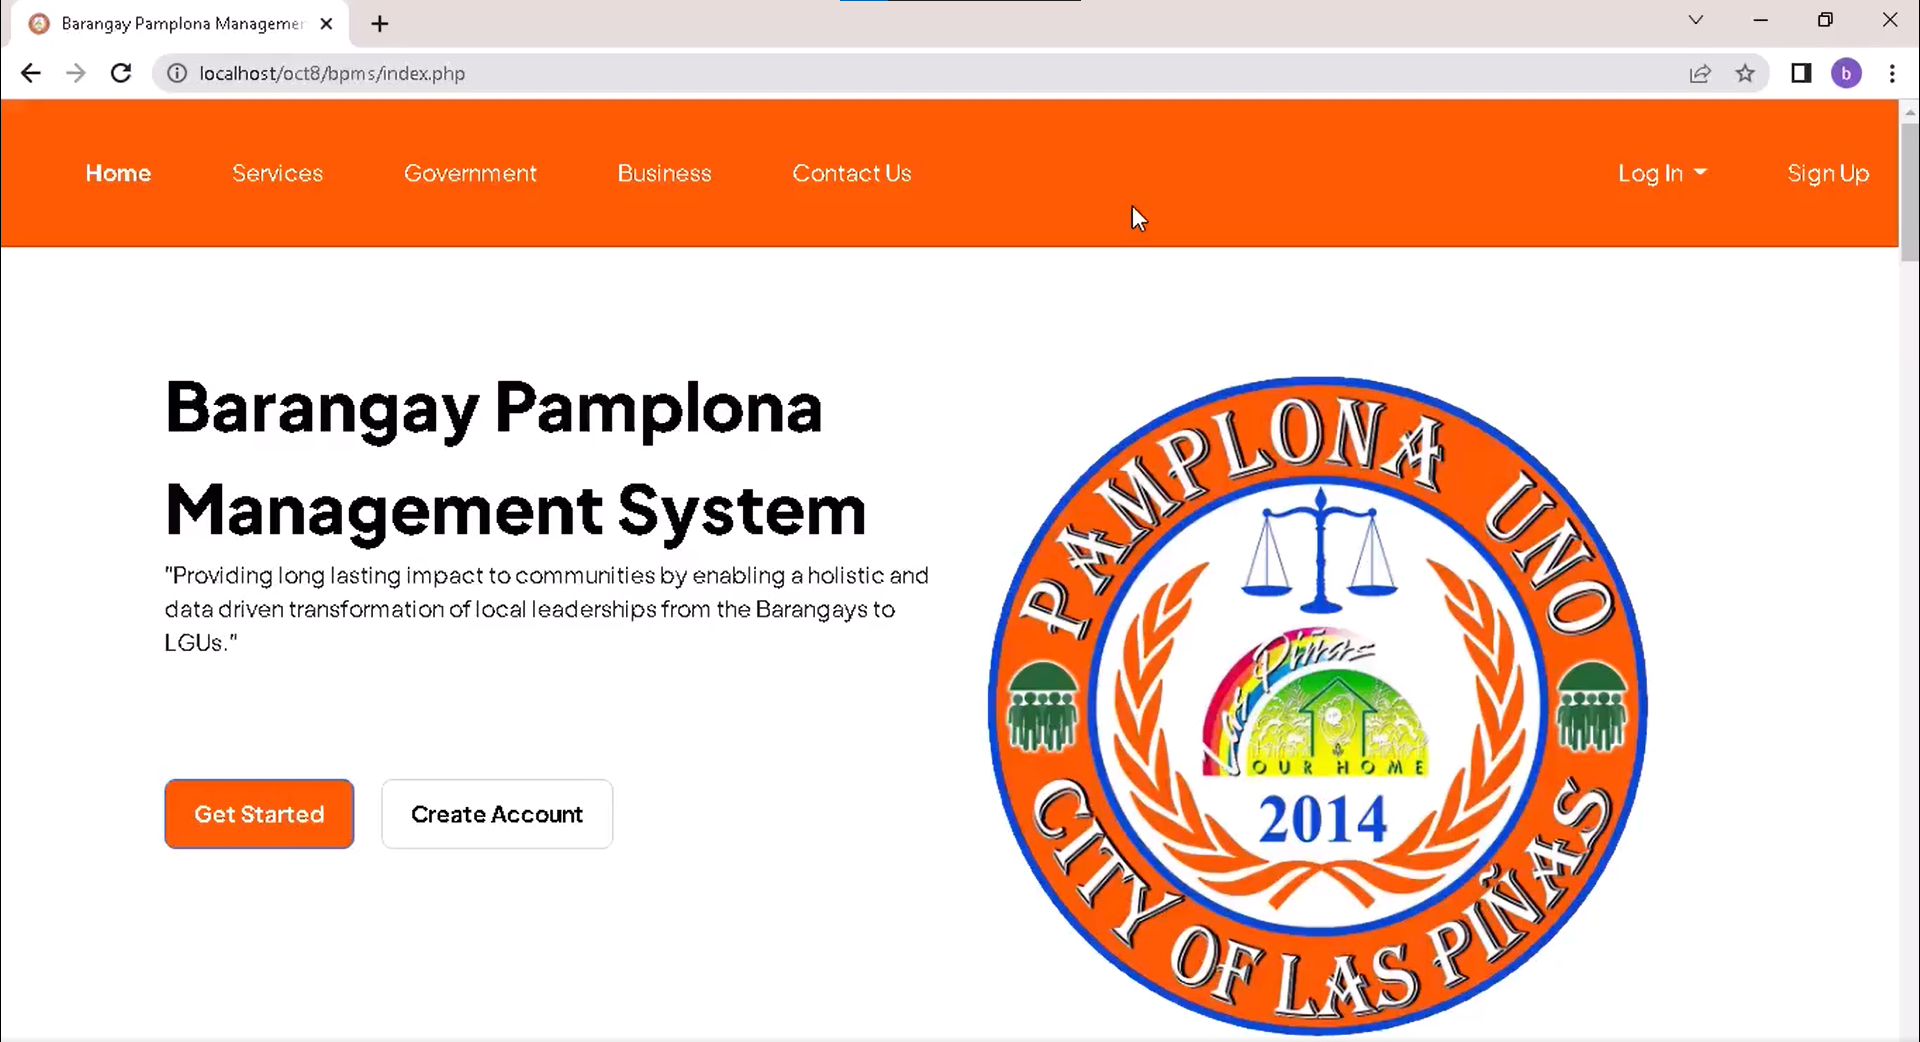 Barangay Pamplona Managemen
localhost/oct8/bpms/index.php
b
Home Services Government Business Contact Us Log In Sign Up
Barangay Pamplona
Management System
"Providing long lasting impact to communities by enabling a holistic and
data driven transformation of local leaderships from the Barangays to
LGUs."
Get Started Create Account
PAMPLONA UNO
Las Piñas
OUR HOME
2014
CITY OF LAS PIÑAS